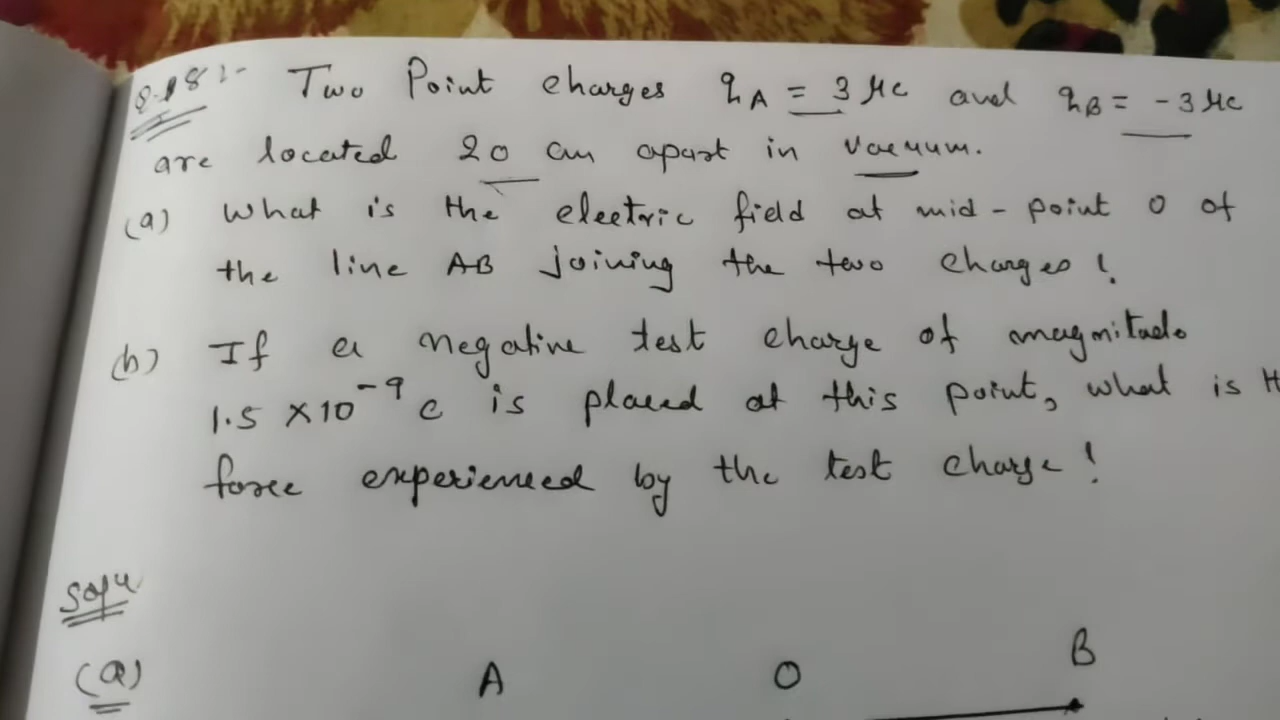 Q.18:- Two Point charges qA = 3 μc and qB = -3 μc
are located 20 cm apart in vacuum.
(a) What is the electric field at mid-point O of
the line AB joining the two charges?
(b) If a negative test charge of magnitude
1.5 × 10⁻⁹ c is placed at this point, what is
force experienced by the test charge?
Soln
(a) A O B